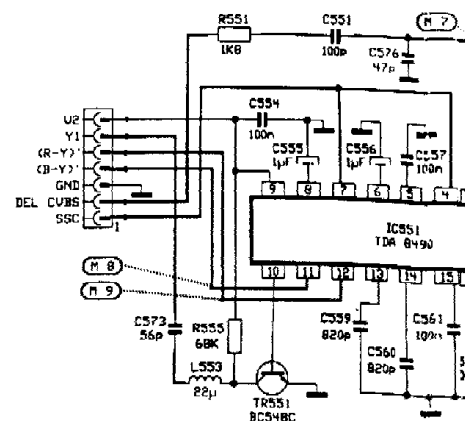 R551
1K8
C551
100p
M 7
C576
47p
U2
Y1
(R-Y)'
(B-Y)'
GND
DEL CVBS
SSC
1
C554
100n
C555
1µF
C556
1µF
C557
100n
9
8
7
6
5
4
IC551
TDA 8490
10
11
12
13
14
15
M 8
M 9
C573
56p
R555
68K
L553
22µ
TR551
BC548C
C559
820p
C560
820p
C561
100n